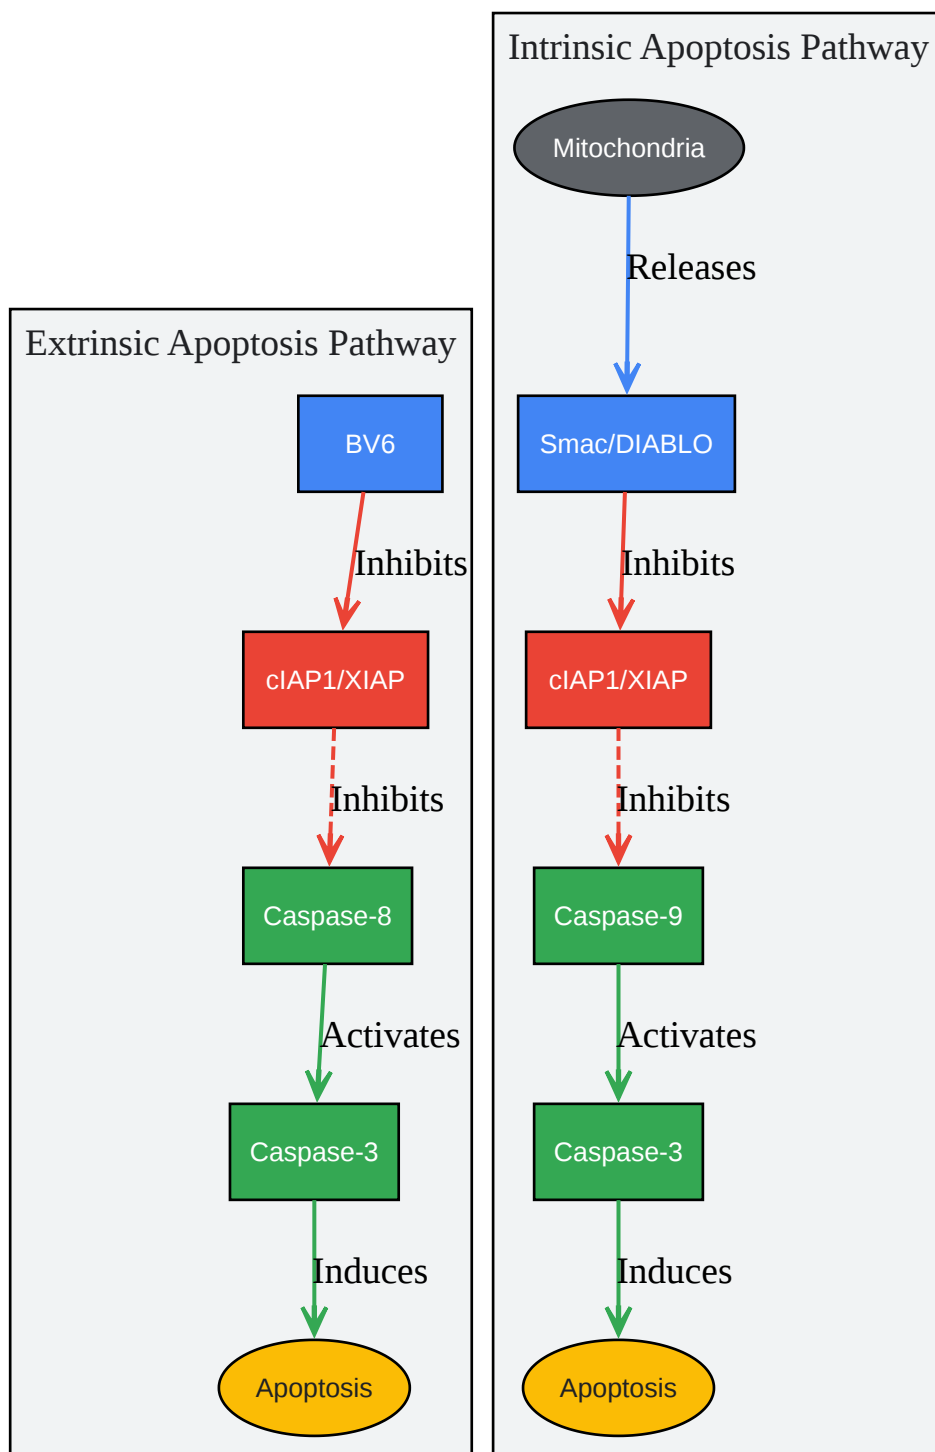 Extrinsic Apoptosis Pathway
BV6
Inhibits
cIAP1/XIAP
Inhibits
Caspase-8
Activates
Caspase-3
Induces
Apoptosis
Intrinsic Apoptosis Pathway
Mitochondria
Releases
Smac/DIABLO
Inhibits
cIAP1/XIAP
Inhibits
Caspase-9
Activates
Caspase-3
Induces
Apoptosis